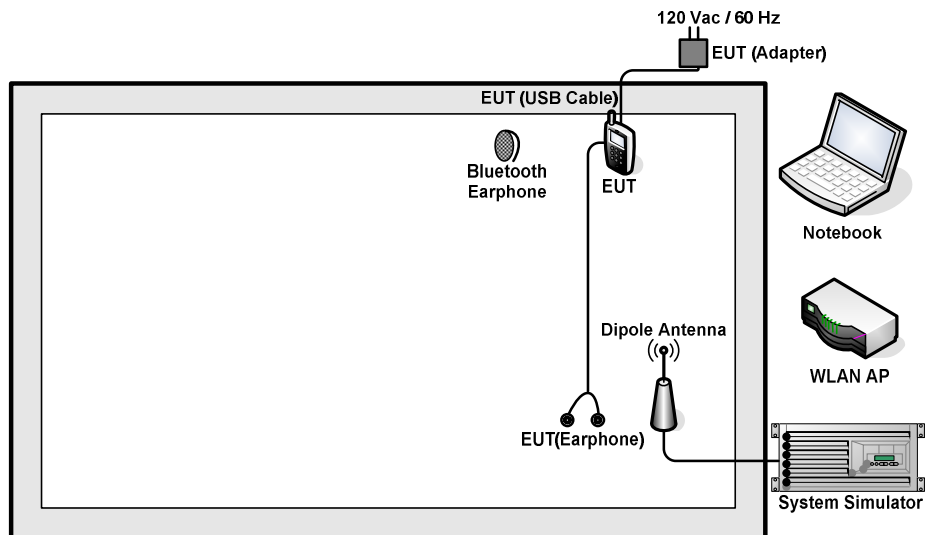 120 Vac / 60 Hz
EUT (Adapter)
EUT (USB Cable)
Bluetooth
Earphone
EUT
Notebook
Dipole Antenna
WLAN AP
EUT(Earphone)
System Simulator